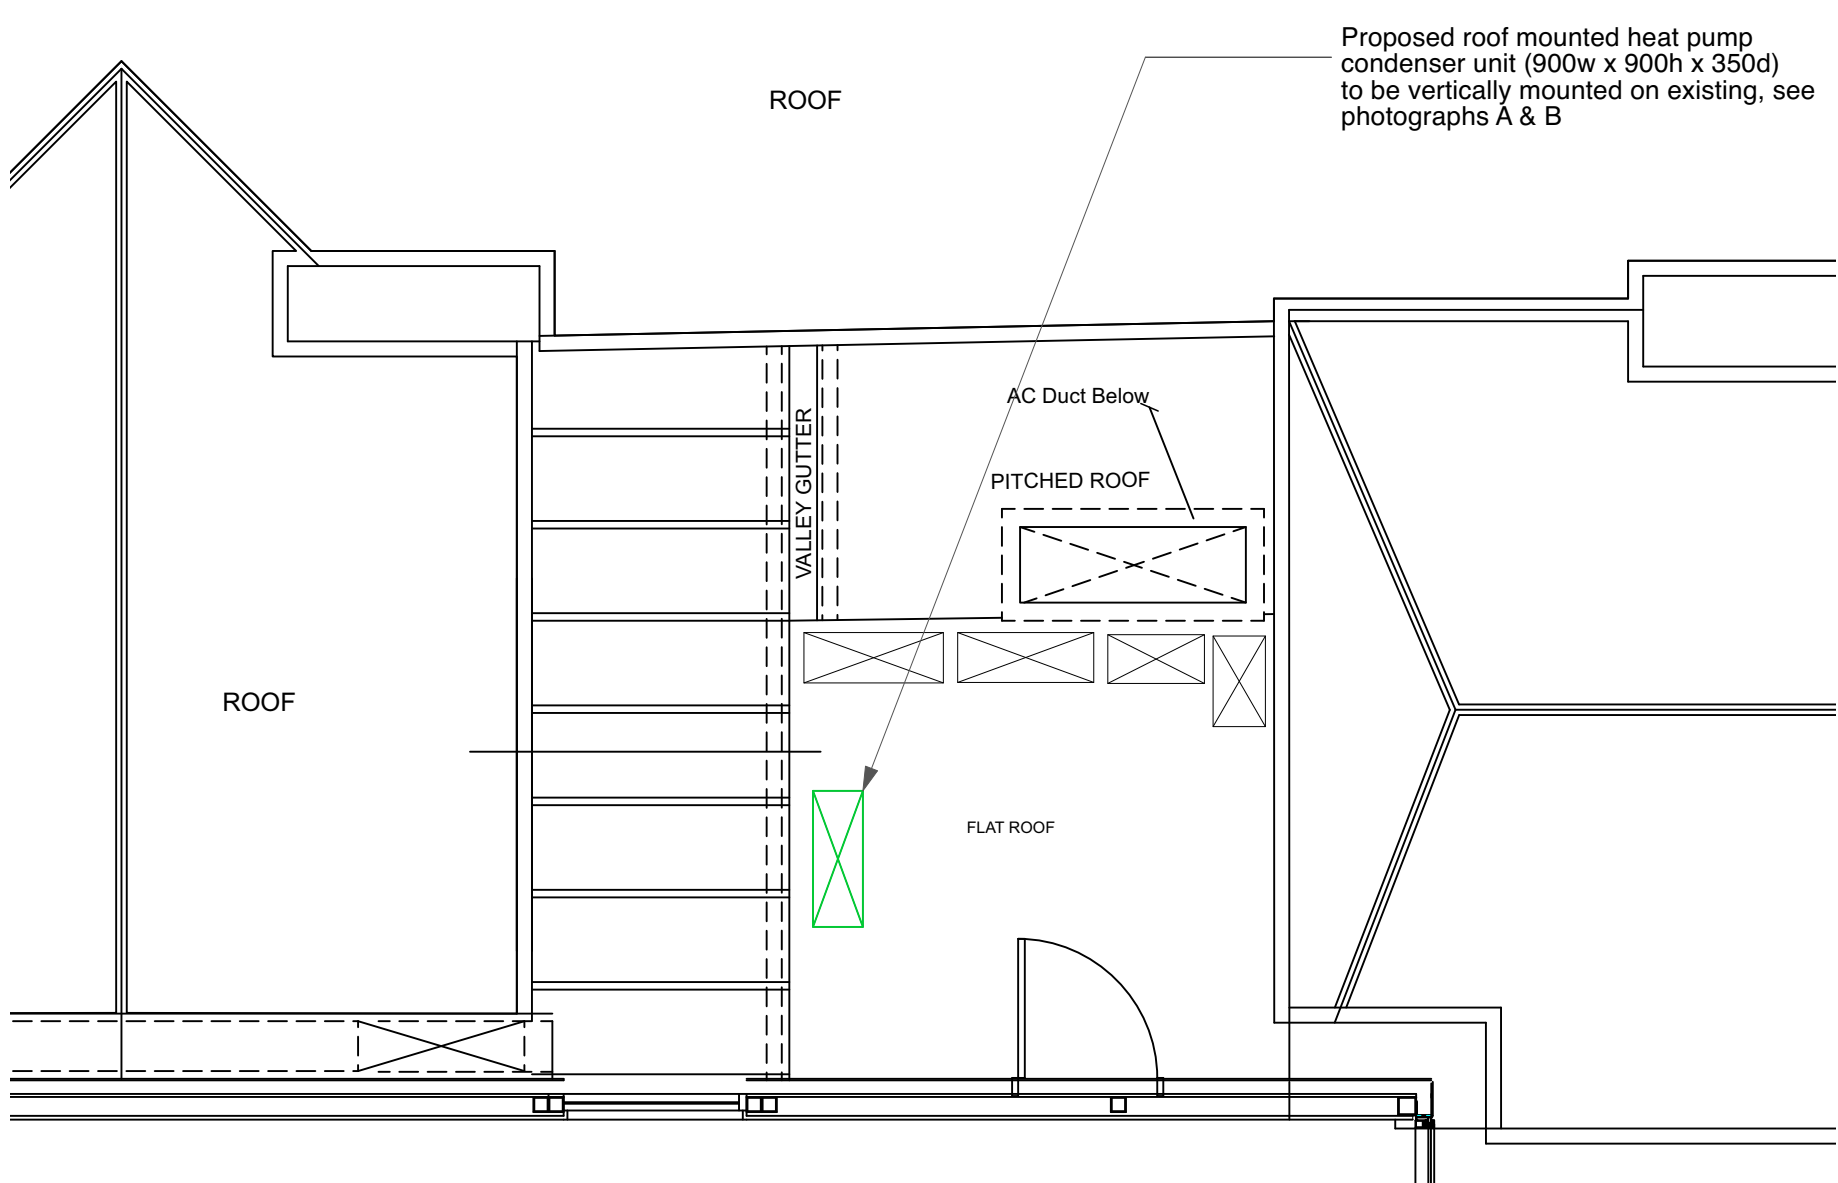 Proposed roof mounted heat pump
condenser unit (900w x 900h x 350d)
to be vertically mounted on existing, see
photographs A & B
ROOF
AC Duct Below
VALLEY GUTTER
PITCHED ROOF
ROOF
FLAT ROOF